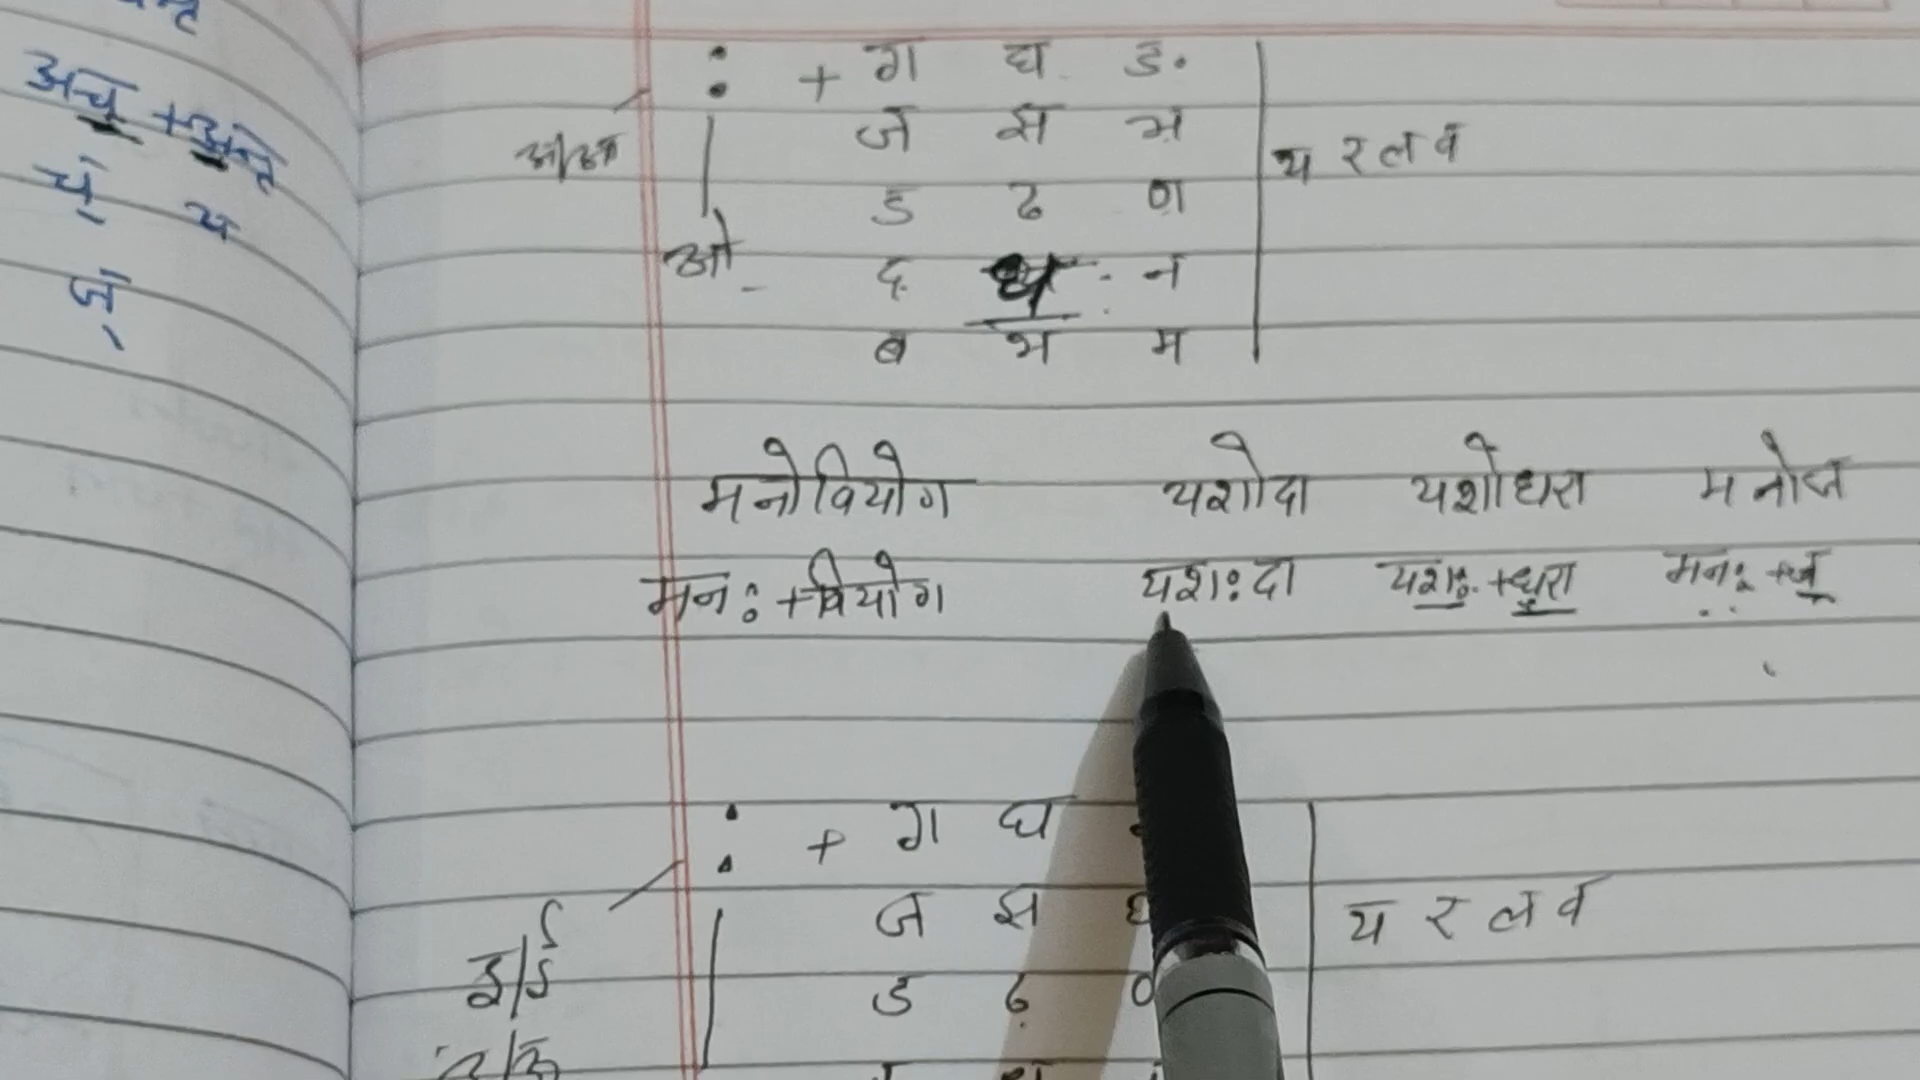 अच् + अन्त
च् य
ज्
: + ग घ ङ
अ/आ ज झ भ य र ल व
ड ढ ण
ओ द ध न
ब भ म
मनोवियोग यशोदा यशोधरा मनोज
मनः + वियोग यशः दा यशः + धरा मनः + ज
: + ग घ
ज झ य र ल व
इ/ई ड ढ